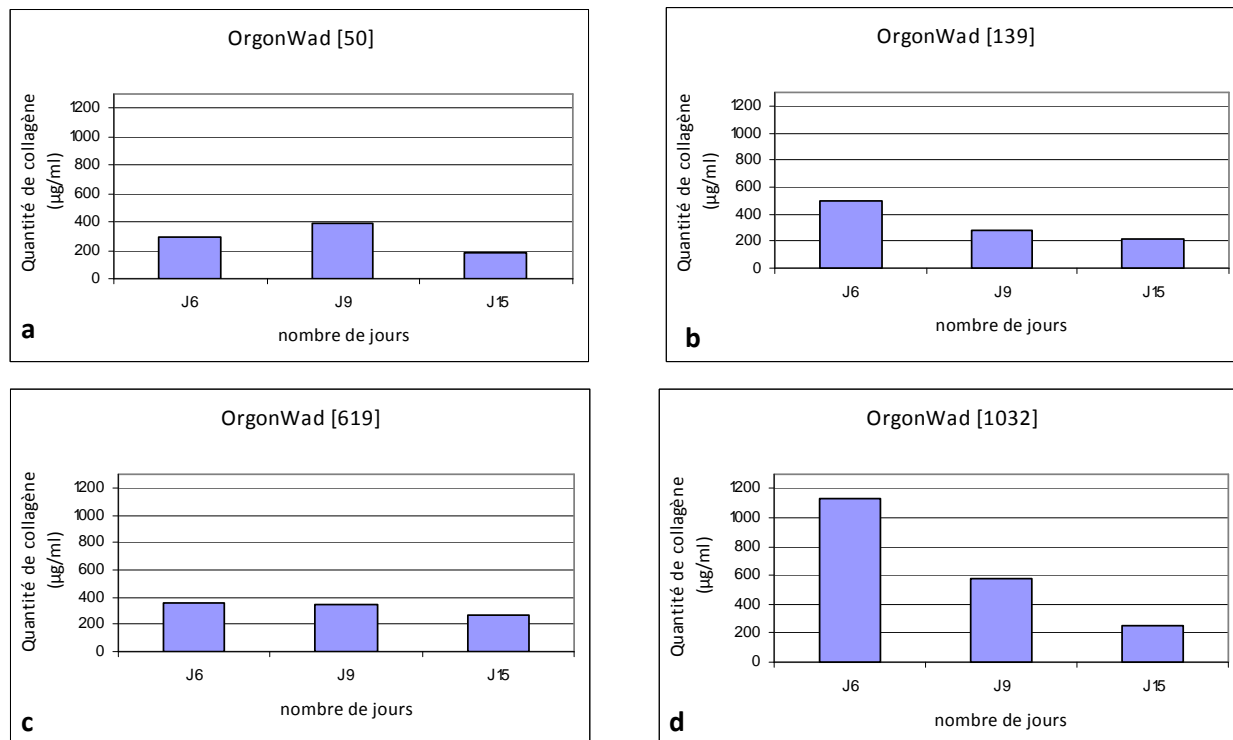 OrgonWad [50]
Quantité de collagène
(µg/ml)
1200
1000
800
600
400
200
0
J6 J9 J15
nombre de jours
a
OrgonWad [139]
Quantité de collagène
(µg/ml)
1200
1000
800
600
400
200
0
J6 J9 J15
nombre de jours
b
OrgonWad [619]
Quantité de collagène
(µg/ml)
1200
1000
800
600
400
200
0
J6 J9 J15
nombre de jours
c
OrgonWad [1032]
Quantité de collagène
(µg/ml)
1200
1000
800
600
400
200
0
J6 J9 J15
nombre de jours
d